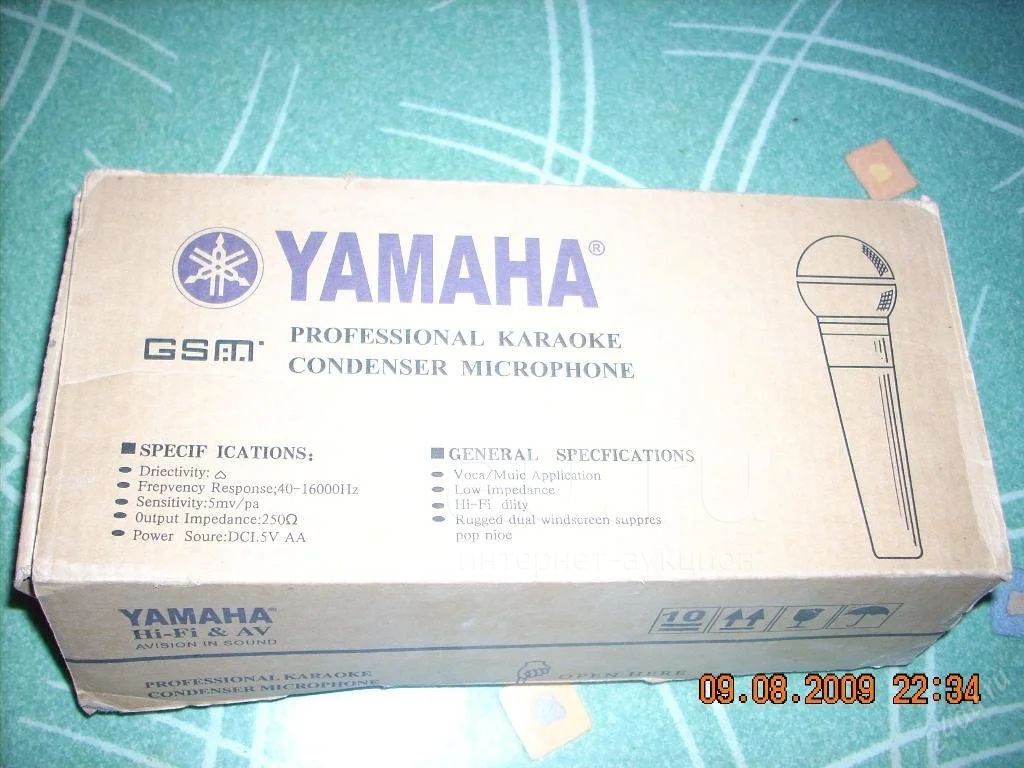 YAMAHA®
GSM
PROFESSIONAL KARAOKE
CONDENSER MICROPHONE
■ SPECIF ICATIONS:
● Driectivity: △
● Frepvency Response;40-16000Hz
● Sensitivity:5mv/pa
● Output Impedance:250Ω
● Power Soure:DC1.5V AA
■ GENERAL SPECFICATIONS
● Voca/Muic Application
● Low Impedance
● Hi-Fi dlity
● Rugged dual windscreen suppres
pop nioe
интернет-аукцион
YAMAHA
Hi-Fi & AV
AVISION IN SOUND
10
PROFESSIONAL KARAOKE
CONDENSER MICROPHONE
OPEN HERE
09.08.2009 22:34